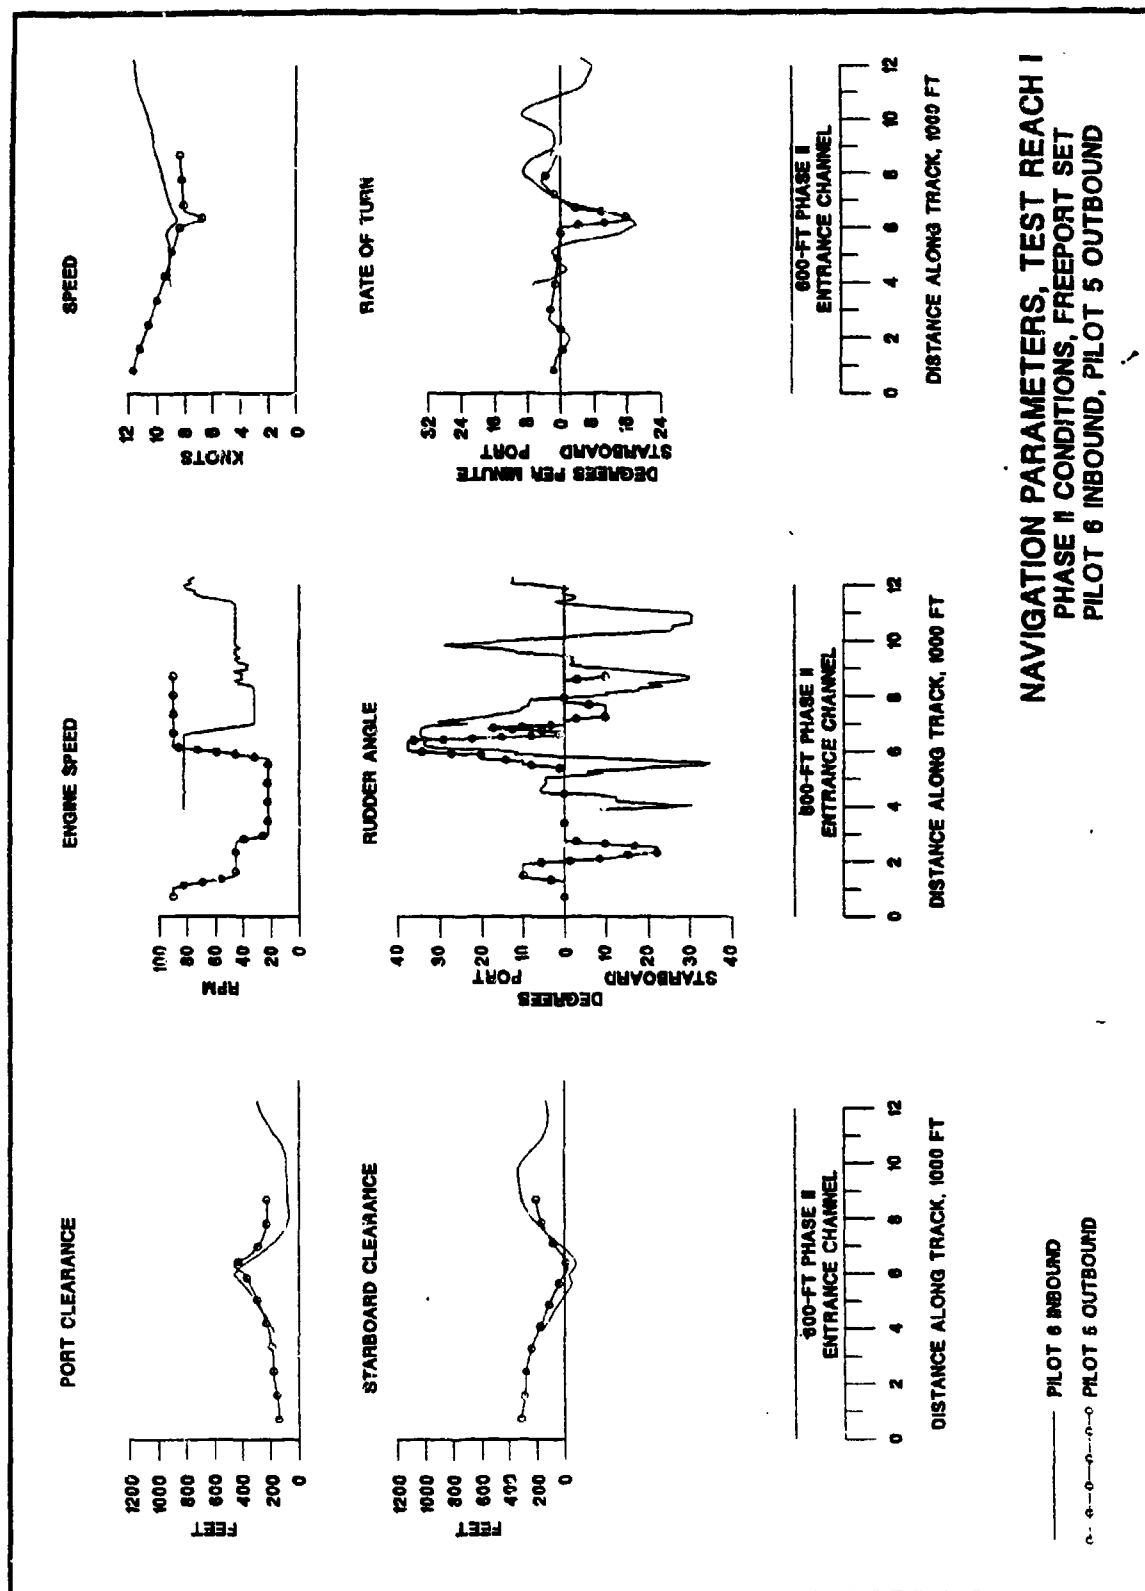 PORT CLEARANCE
1200
1000
800
600
400
200
0
FEET
STARBOARD CLEARANCE
1200
1000
800
600
400
200
0
FEET
600-FT PHASE II
ENTRANCE CHANNEL
0 2 4 6 8 10 12
DISTANCE ALONG TRACK, 1000 FT
ENGINE SPEED
100
80
60
40
20
0
RPM
RUDDER ANGLE
40
30
20
10
0
10
20
30
40
DEGREES
STARBOARD PORT
600-FT PHASE II
ENTRANCE CHANNEL
0 2 4 6 8 10 12
DISTANCE ALONG TRACK, 1000 FT
SPEED
12
10
8
6
4
2
0
KNOTS
RATE OF TURN
32
24
16
8
0
8
16
24
DEGREES PER MINUTE
STARBOARD PORT
600-FT PHASE II
ENTRANCE CHANNEL
0 2 4 6 8 10 12
DISTANCE ALONG TRACK, 1000 FT
PILOT 6 INBOUND
PILOT 5 OUTBOUND
NAVIGATION PARAMETERS, TEST REACH I
PHASE II CONDITIONS, FREEPORT SET
PILOT 6 INBOUND, PILOT 5 OUTBOUND